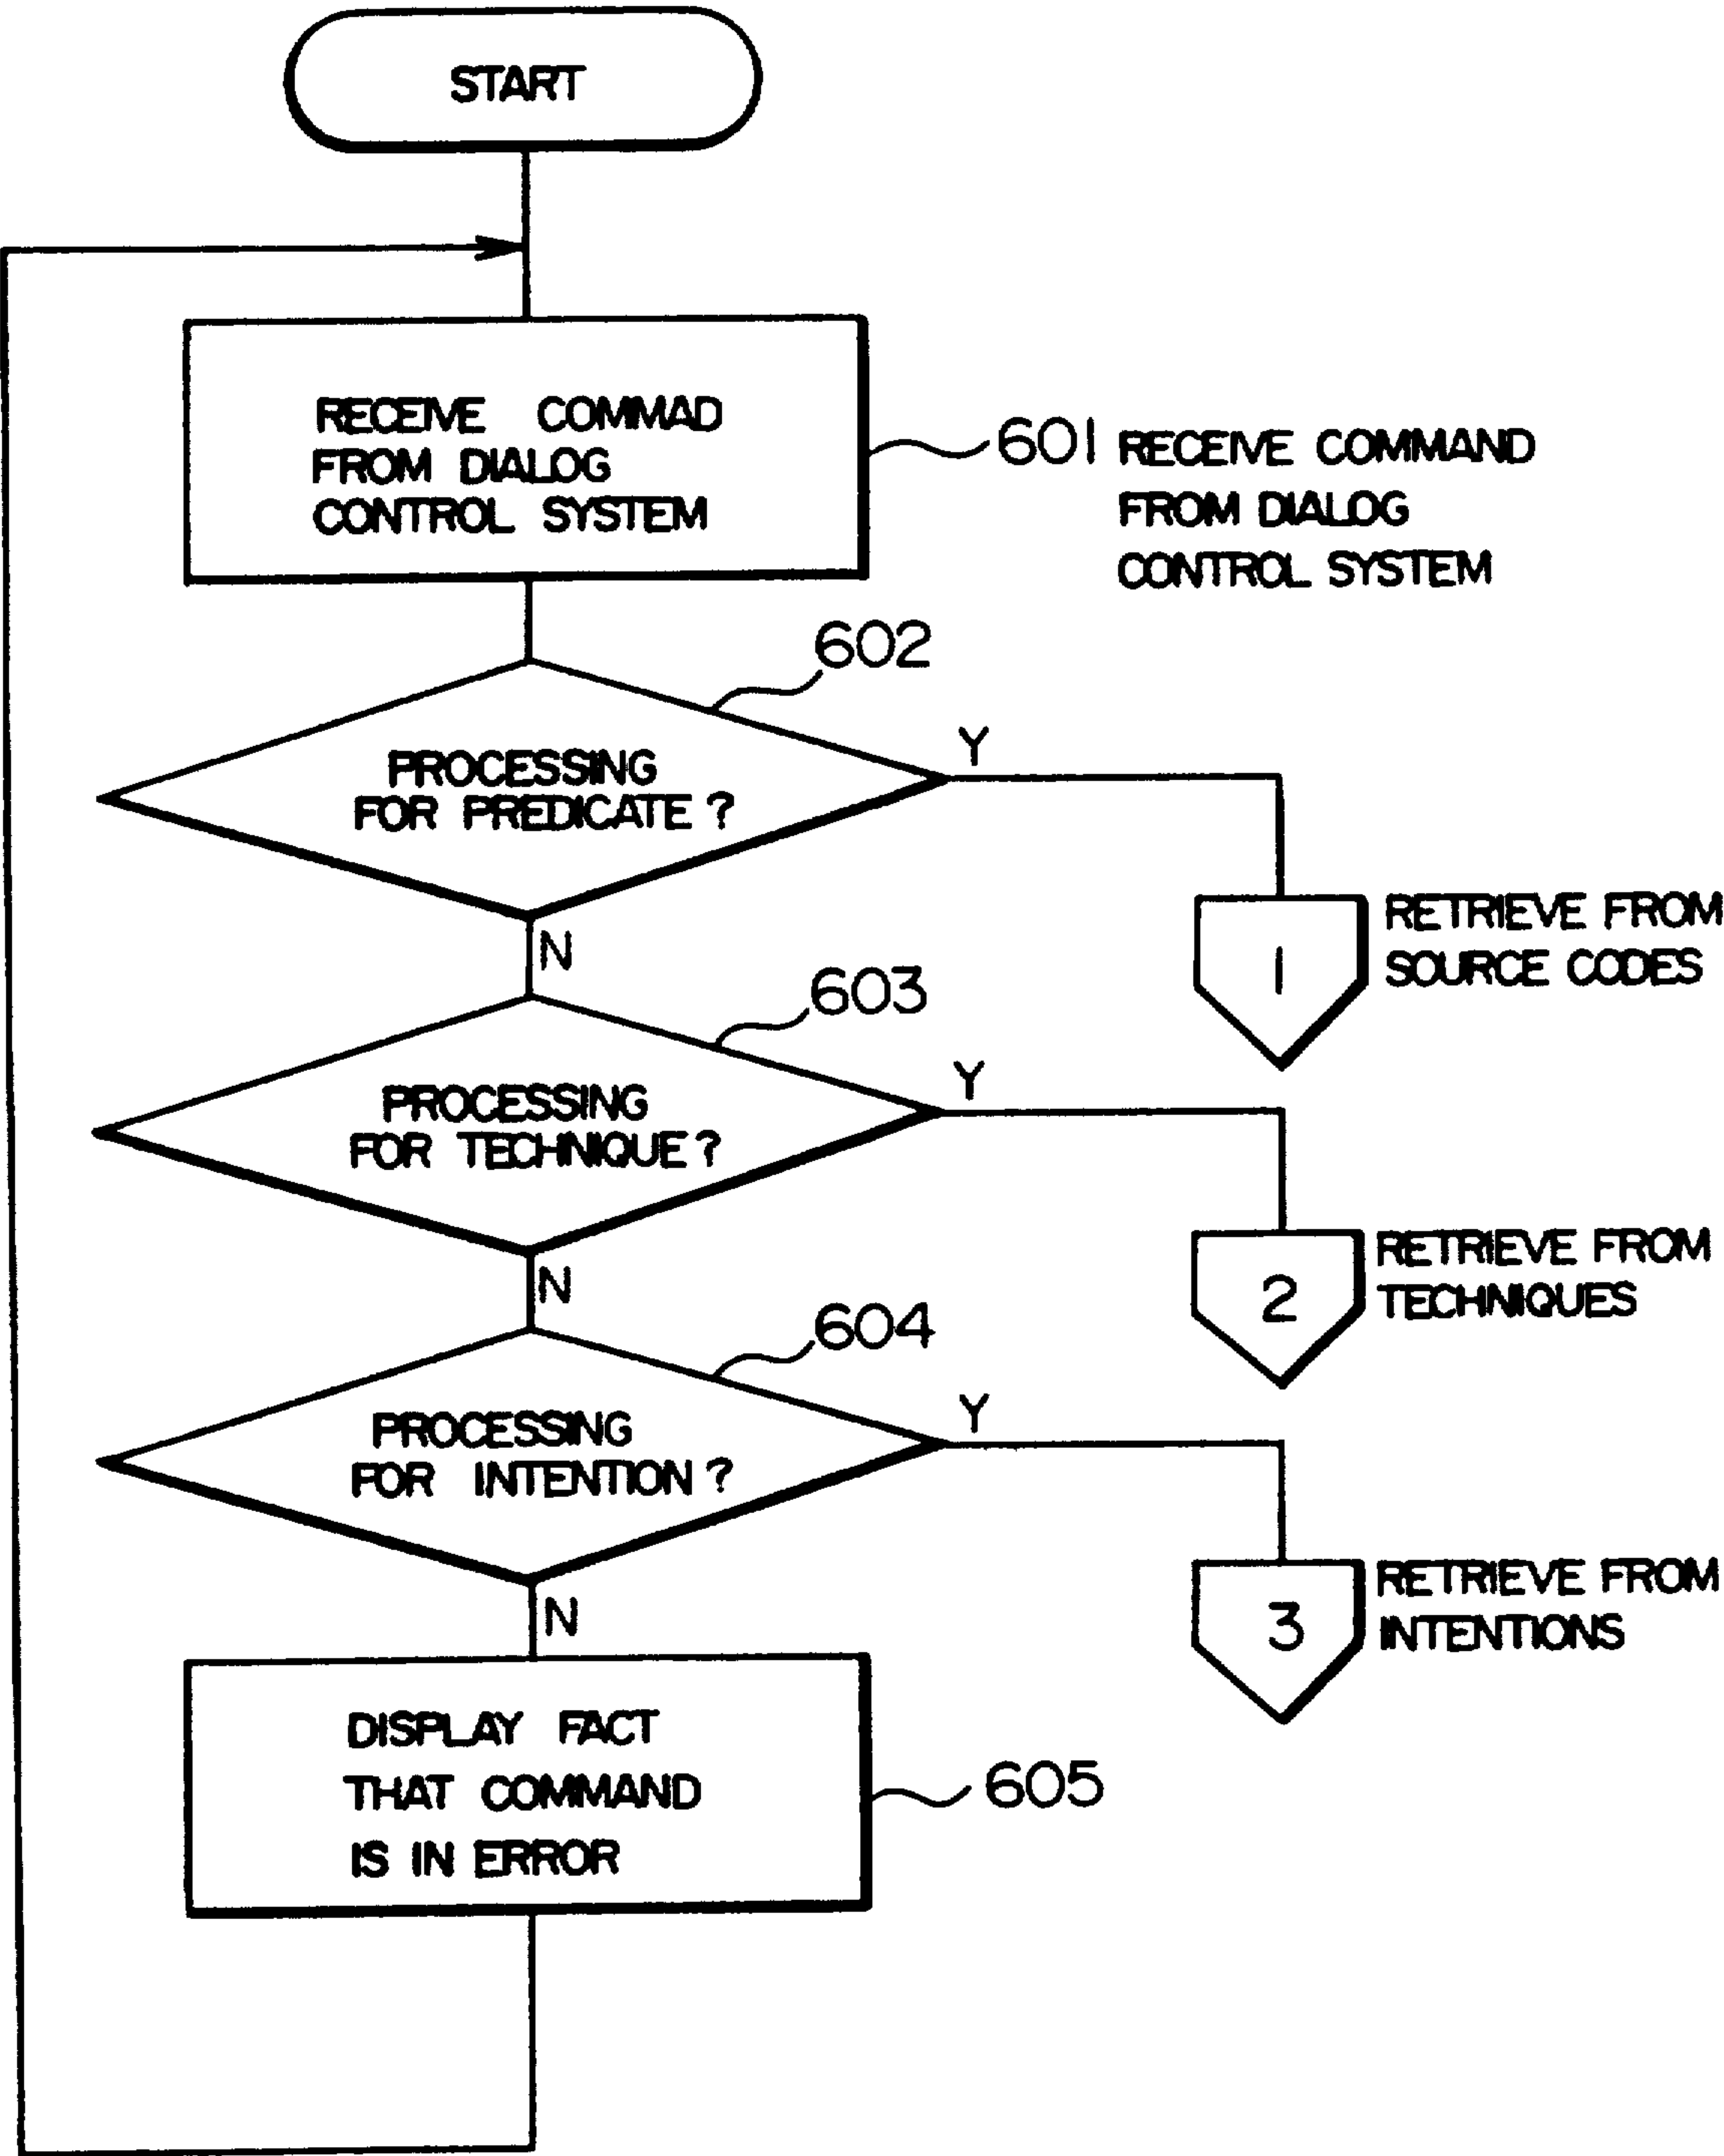 START
RECEIVE COMMAD
FROM DIALOG
CONTROL SYSTEM
601
RECEIVE COMMAND
FROM DIALOG
CONTROL SYSTEM
602
PROCESSING
FOR PREDICATE?
Y
N
1
RETRIEVE FROM
SOURCE CODES
603
PROCESSING
FOR TECHNIQUE?
Y
N
2
RETRIEVE FROM
TECHNIQUES
604
PROCESSING
FOR INTENTION?
Y
N
3
RETRIEVE FROM
INTENTIONS
DISPLAY FACT
THAT COMMAND
IS IN ERROR
605